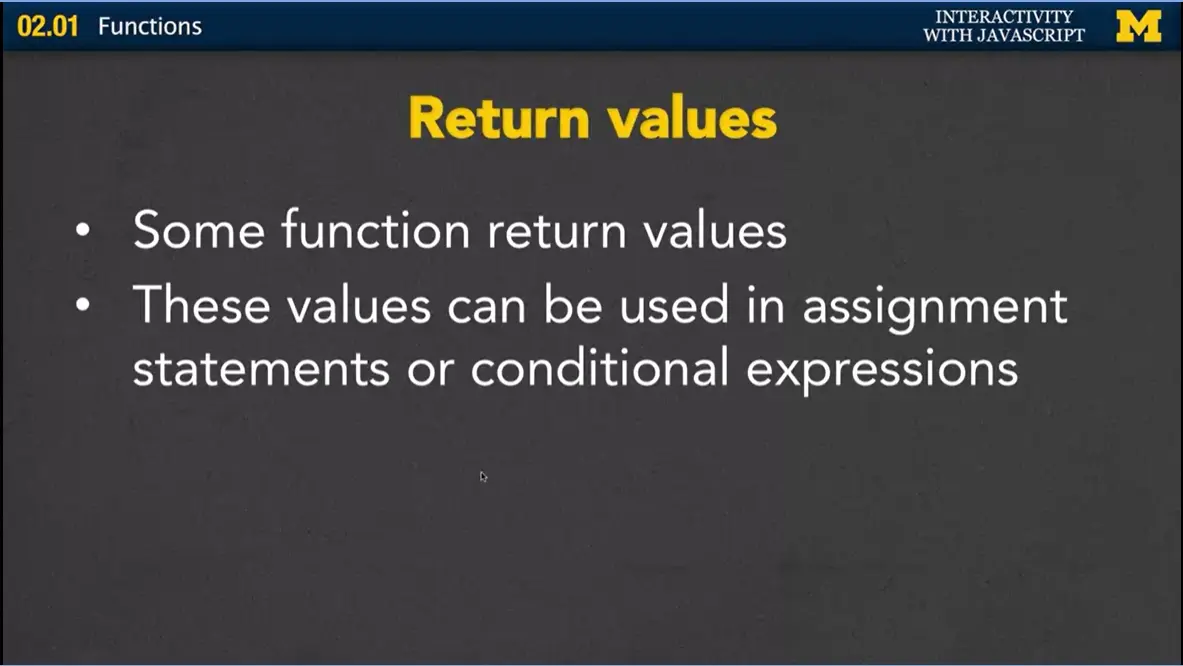 02.01 Functions
INTERACTIVITY
WITH JAVASCRIPT
M
Return values
• Some function return values
• These values can be used in assignment
statements or conditional expressions